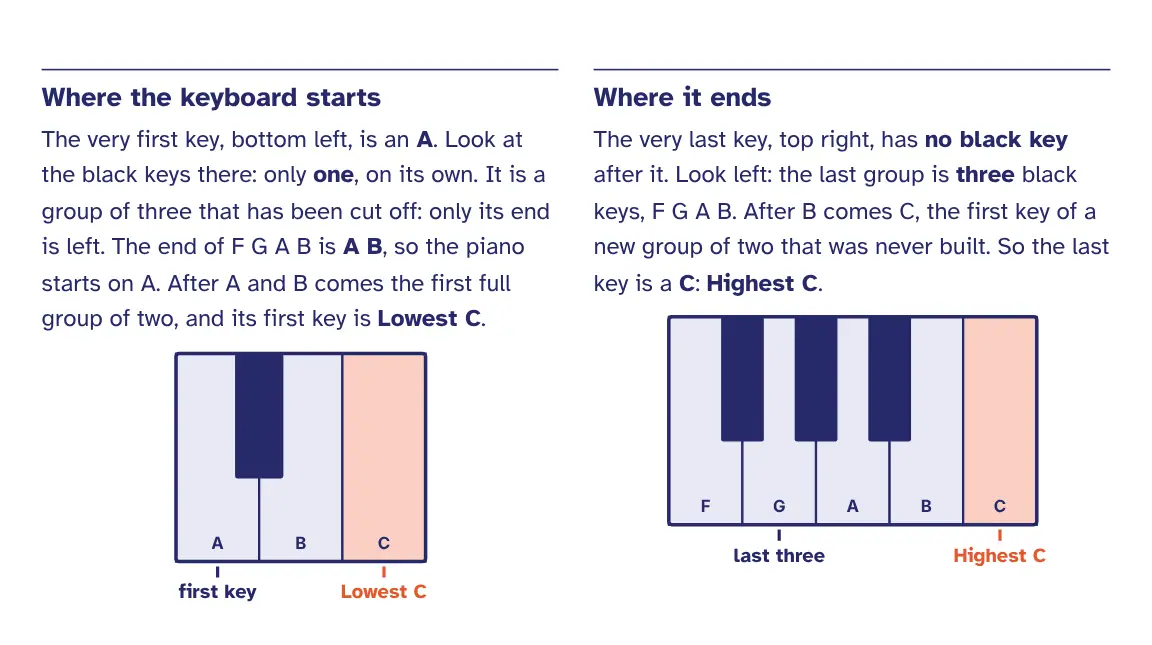 Where the keyboard starts
The very first key, bottom left, is an A. Look at
the black keys there: only one, on its own. It is a
group of three that has been cut off: only its end
is left. The end of F G A B is A B, so the piano
starts on A. After A and B comes the first full
group of two, and its first key is Lowest C.
A B C
first key Lowest C
Where it ends
The very last key, top right, has no black key
after it. Look left: the last group is three black
keys, F G A B. After B comes C, the first key of a
new group of two that was never built. So the last
key is a C: Highest C.
F G A B C
last three Highest C